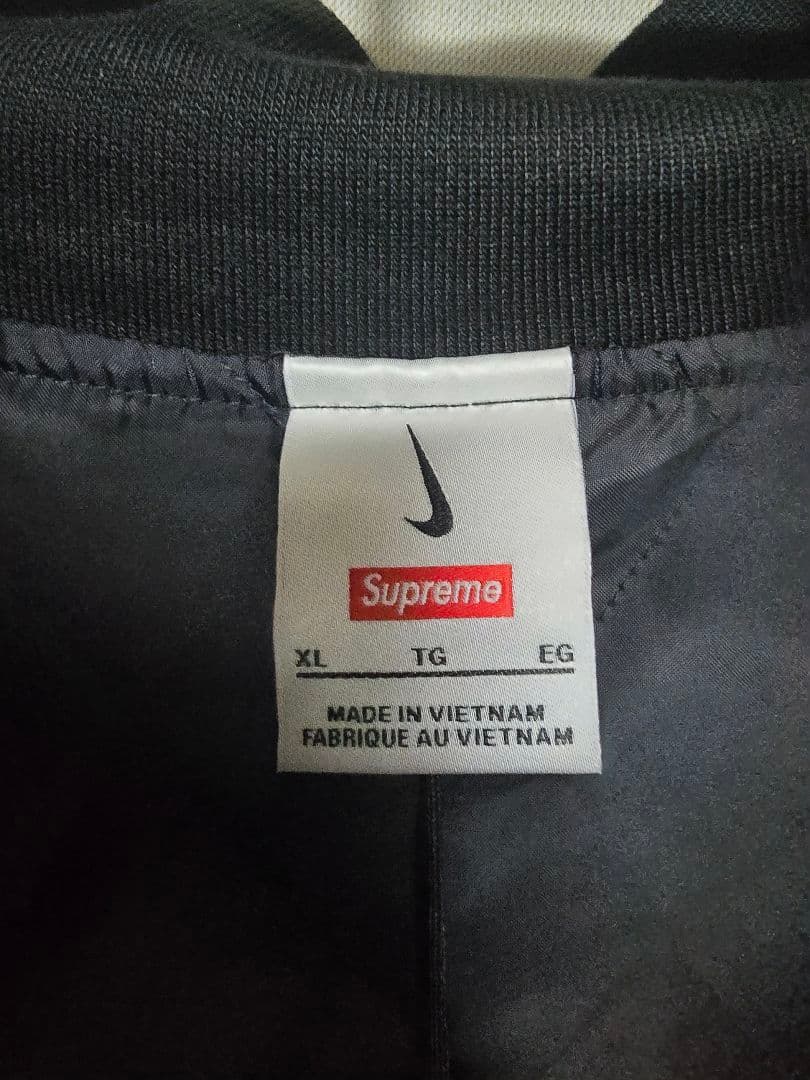 Supreme
XL TG EG
MADE IN VIETNAM
FABRIQUE AU VIETNAM